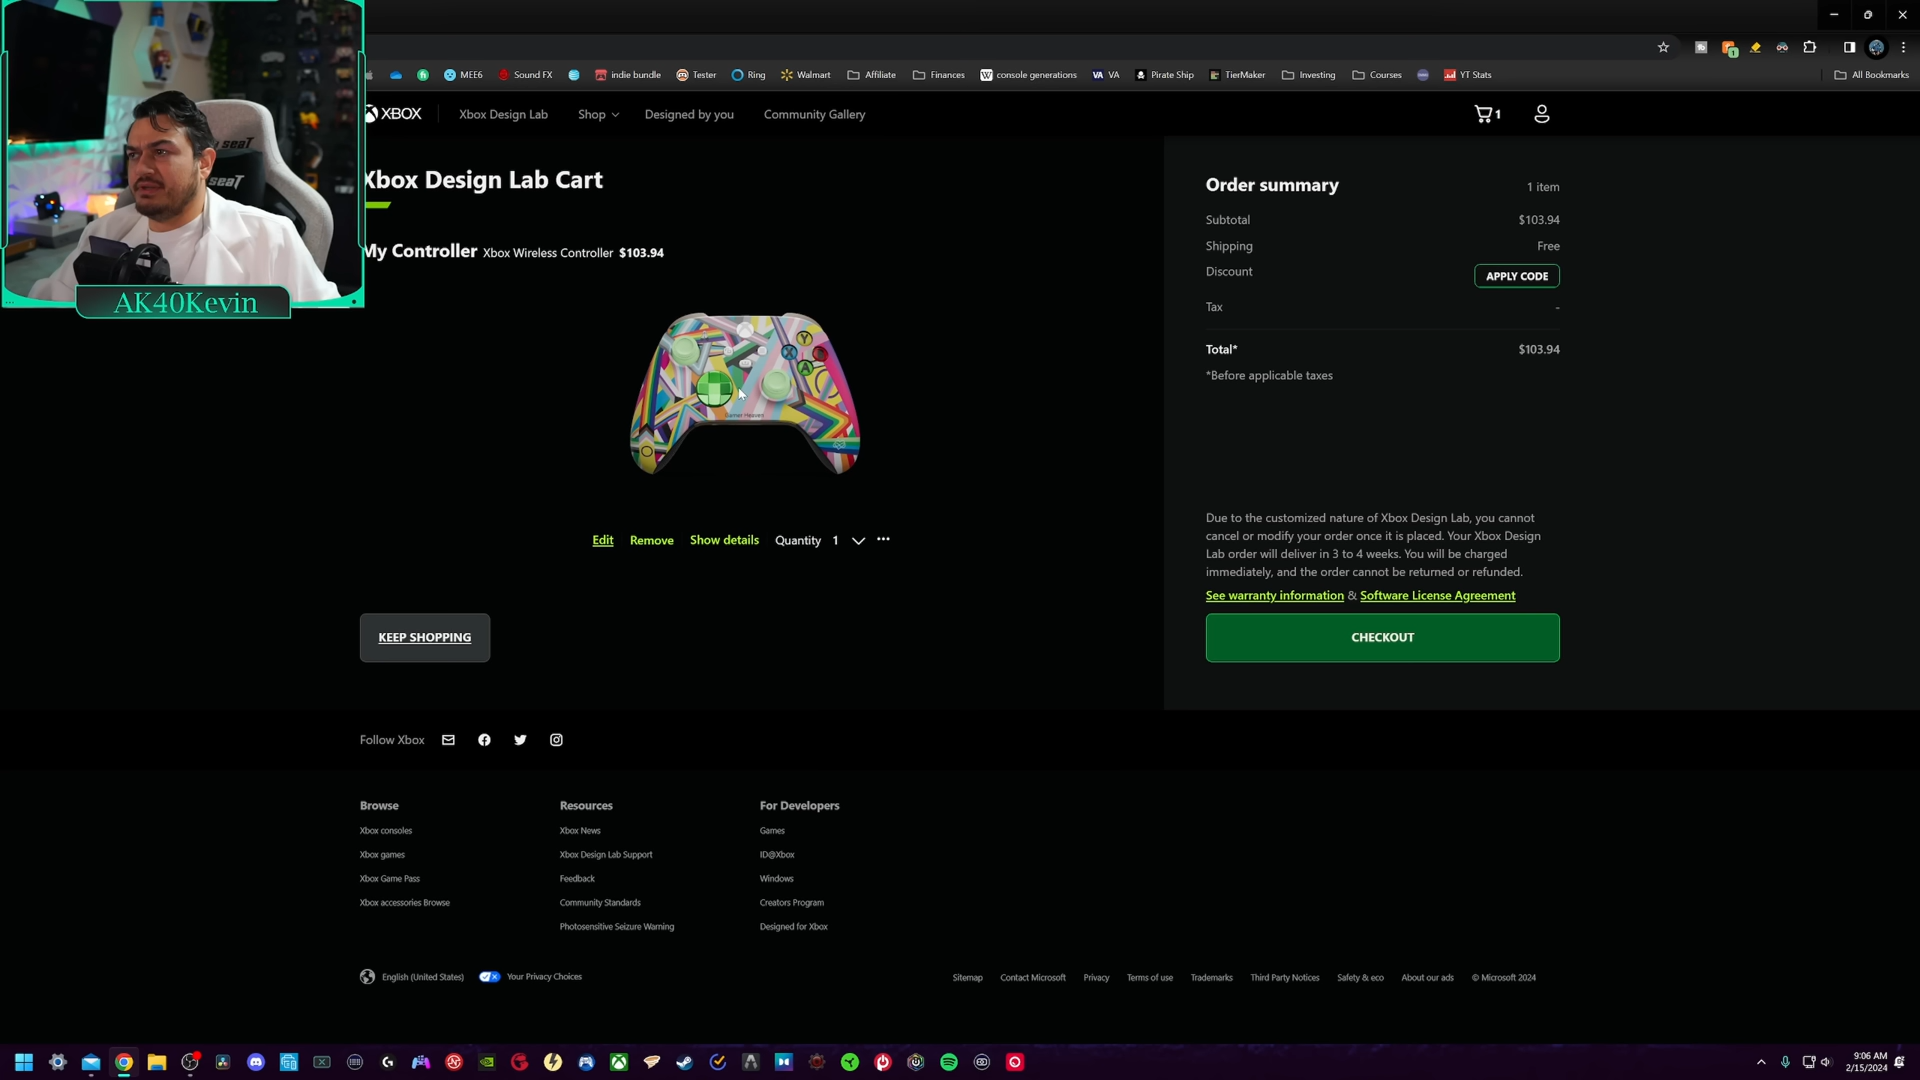 MEE6
Sound FX
indie bundle
Tester
Ring
Walmart
Affiliate
Finances
console generations
VA
Pirate Ship
TierMaker
Investing
Courses
YT Stats
All Bookmarks
XBOX
Xbox Design Lab
Shop
Designed by you
Community Gallery
1
AK40Kevin
Xbox Design Lab Cart
My Controller Xbox Wireless Controller $103.94
Y
X
A
Gamer Heaven
Edit
Remove
Show details
Quantity 1
KEEP SHOPPING
Order summary 1 item
Subtotal $103.94
Shipping Free
Discount APPLY CODE
Tax -
Total* $103.94
*Before applicable taxes
Due to the customized nature of Xbox Design Lab, you cannot
cancel or modify your order once it is placed. Your Xbox Design
Lab order will deliver in 3 to 4 weeks. You will be charged
immediately, and the order cannot be returned or refunded.
See warranty information & Software License Agreement
CHECKOUT
Follow Xbox
Browse
Xbox consoles
Xbox games
Xbox Game Pass
Xbox accessories Browse
Resources
Xbox News
Xbox Design Lab Support
Feedback
Community Standards
Photosensitive Seizure Warning
For Developers
Games
ID@Xbox
Windows
Creators Program
Designed for Xbox
English (United States)
Your Privacy Choices
Sitemap
Contact Microsoft
Privacy
Terms of use
Trademarks
Third Party Notices
Safety & eco
About our ads
© Microsoft 2024
9:06 AM
2/15/2024